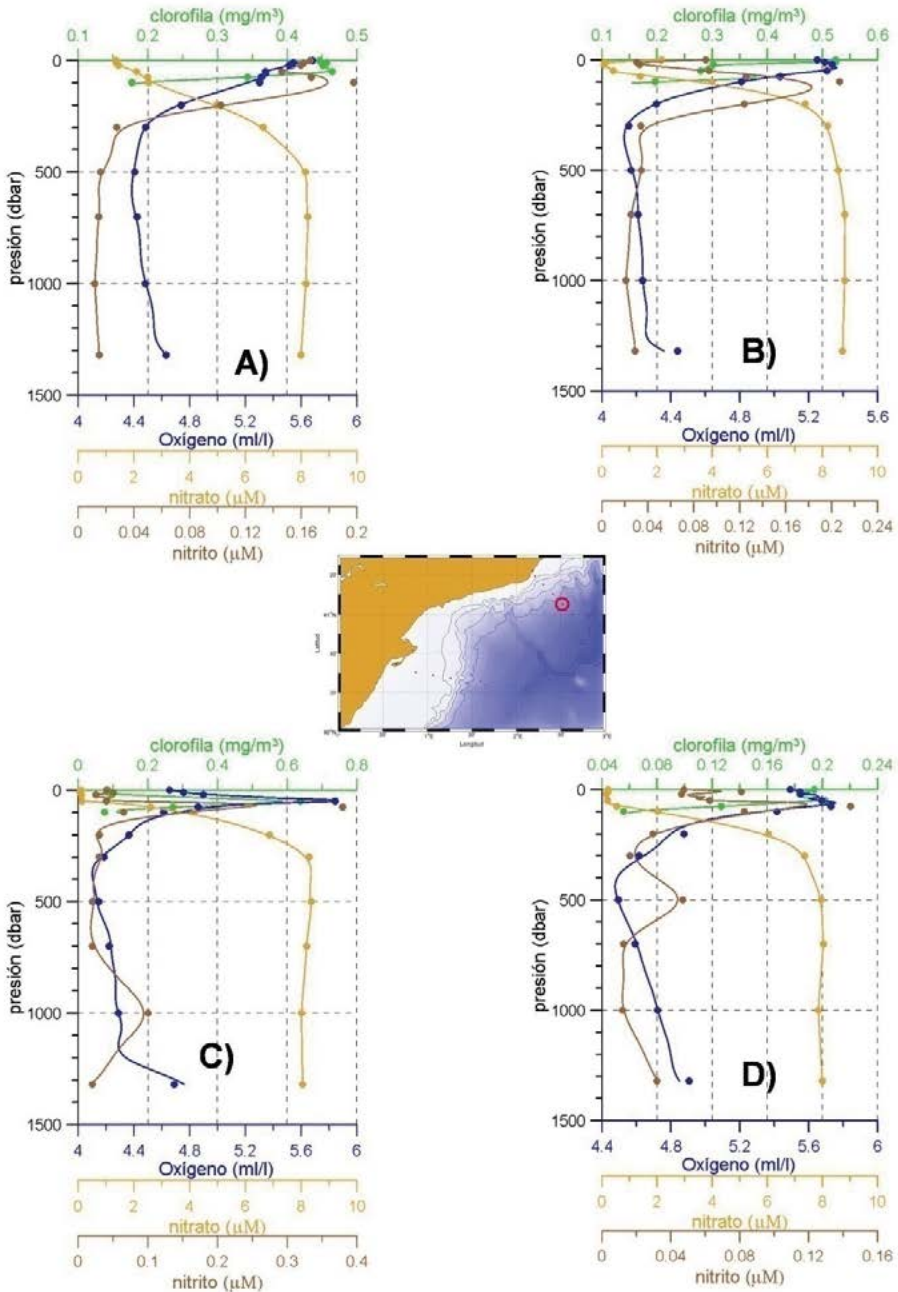 clorofila (mg/m³)
0.1 0.2 0.3 0.4 0.5
0
500
1000
1500
presión (dbar)
A)
4 4.8 5.6 6
Oxígeno (ml/l)
0 2 4 6 8 10
nitrato (µM)
0 0.04 0.08 0.12 0.16 0.2
nitrito (µM)
clorofila (mg/m³)
0.1 0.2 0.3 0.4 0.5 0.6
0
500
1000
1500
presión (dbar)
B)
4 4.4 4.8 5.2 5.6
Oxígeno (ml/l)
0 2 4 6 8 10
nitrato (µM)
0 0.04 0.08 0.12 0.16 0.2 0.24
nitrito (µM)
Latitud
Longitud
clorofila (mg/m³)
0 0.2 0.4 0.6 0.8
0
500
1000
1500
presión (dbar)
C)
4 4.4 4.8 5.2 5.6 6
Oxígeno (ml/l)
0 2 4 6 8 10
nitrato (µM)
0 0.1 0.2 0.3 0.4
nitrito (µM)
clorofila (mg/m³)
0.04 0.08 0.12 0.16 0.2 0.24
0
500
1000
1500
presión (dbar)
D)
4.4 4.8 5.2 5.6 6
Oxígeno (ml/l)
0 2 4 6 8 10
nitrato (µM)
0 0.04 0.08 0.12 0.16
nitrito (µM)